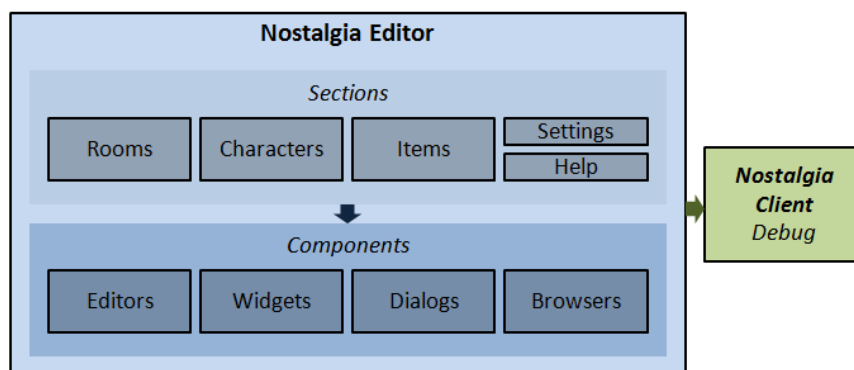 Nostalgia Editor
Sections
Rooms
Characters
Items
Settings
Help
Nostalgia
Client
Debug
Components
Editors
Widgets
Dialogs
Browsers